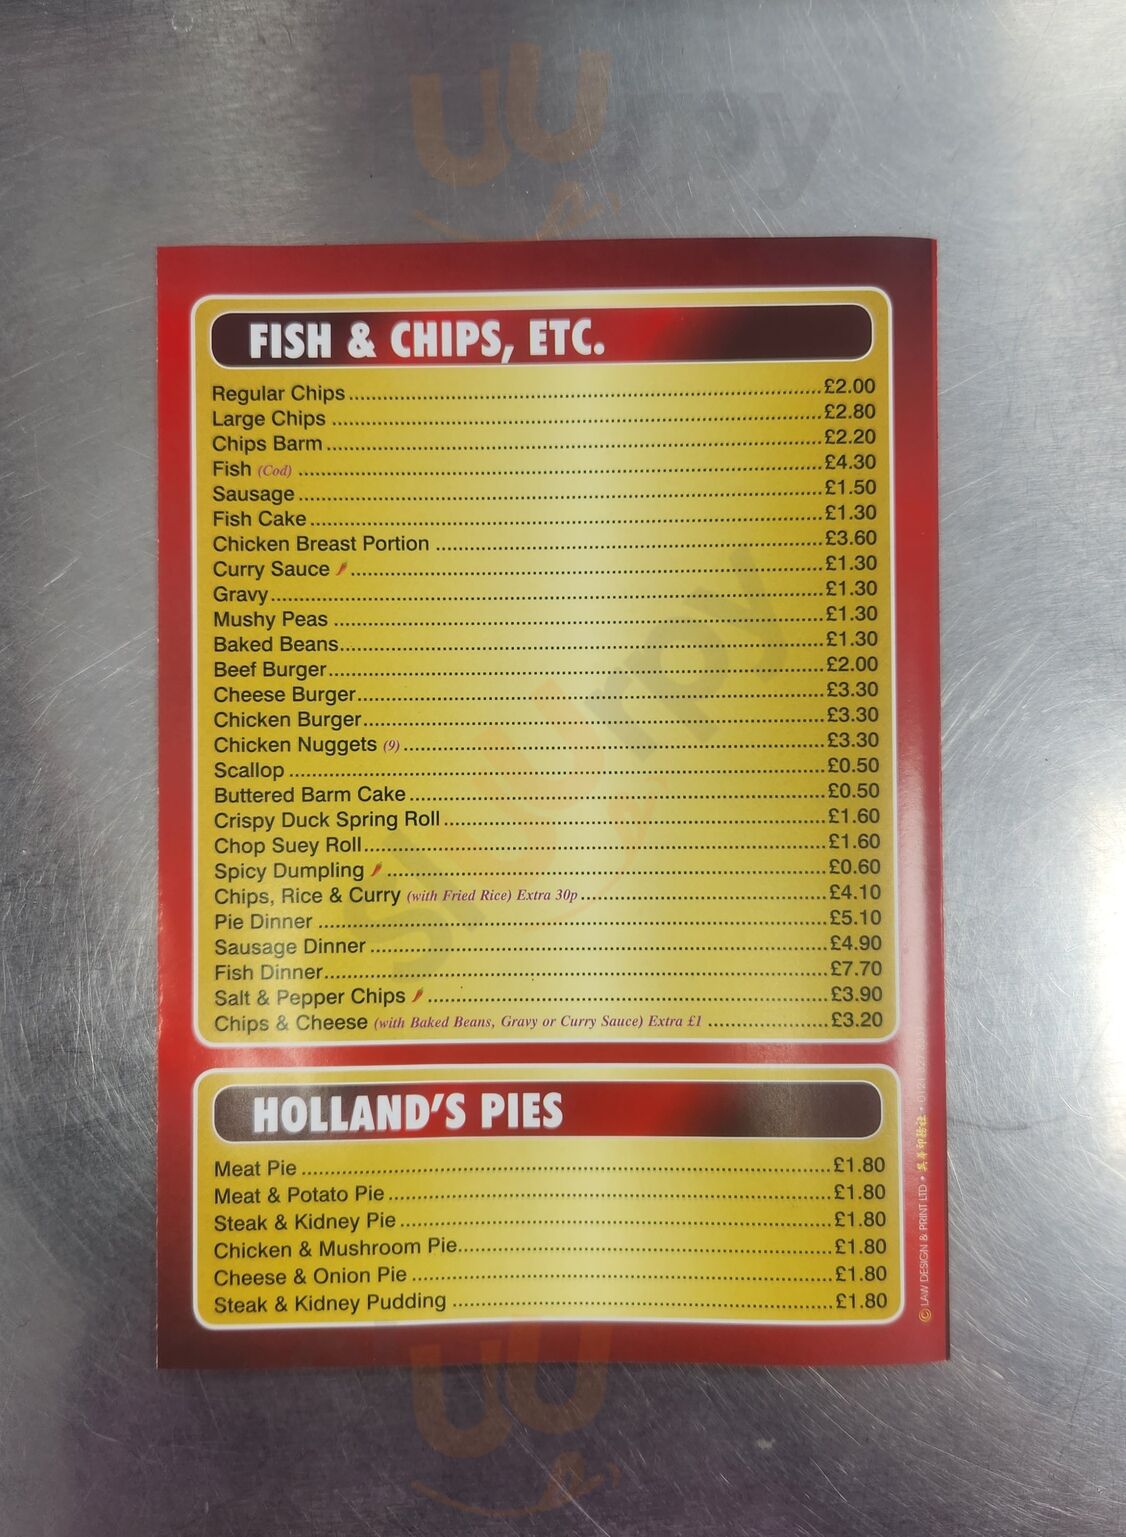 FISH & CHIPS, ETC.
Regular Chips £2.00
Large Chips £2.80
Chips Barm £2.20
Fish (Cod) £4.30
Sausage £1.50
Fish Cake £1.30
Chicken Breast Portion £3.60
Curry Sauce £1.30
Gravy £1.30
Mushy Peas £1.30
Baked Beans £1.30
Beef Burger £2.00
Cheese Burger £3.30
Chicken Burger £3.30
Chicken Nuggets (9) £3.30
Scallop £0.50
Buttered Barm Cake £0.50
Crispy Duck Spring Roll £1.60
Chop Suey Roll £1.60
Spicy Dumpling £0.60
Chips, Rice & Curry (with Fried Rice) Extra 30p £4.10
Pie Dinner £5.10
Sausage Dinner £4.90
Fish Dinner £7.70
Salt & Pepper Chips £3.90
Chips & Cheese (with Baked Beans, Gravy or Curry Sauce) Extra £1 £3.20
HOLLAND'S PIES
Meat Pie £1.80
Meat & Potato Pie £1.80
Steak & Kidney Pie £1.80
Chicken & Mushroom Pie £1.80
Cheese & Onion Pie £1.80
Steak & Kidney Pudding £1.80
© LAW DESIGN & PRINT LTD
sluurpy